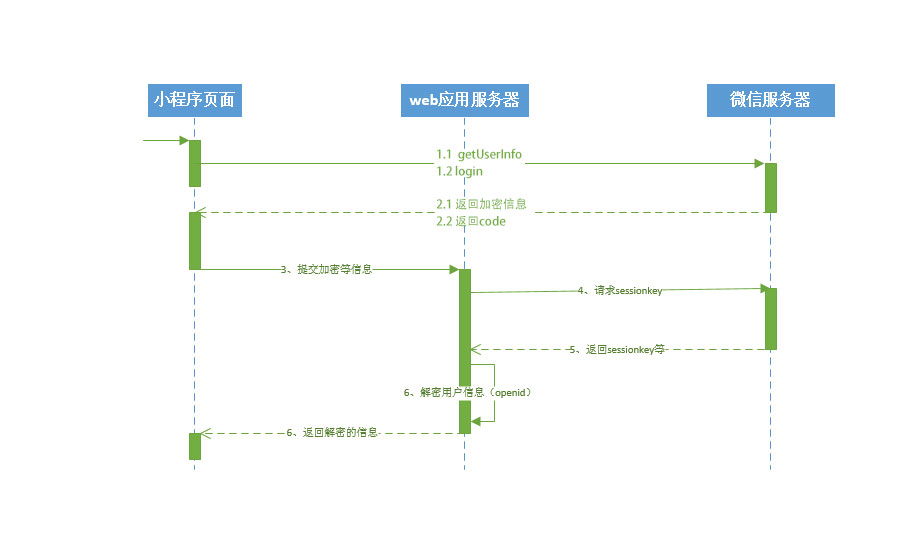 小程序页面
web应用服务器
微信服务器
1.1 getUserInfo
1.2 login
2.1 返回加密信息
2.2 返回code
3、提交加密等信息
4、请求sessionkey
5、返回sessionkey等
6、解密用户信息（openid）
6、返回解密的信息